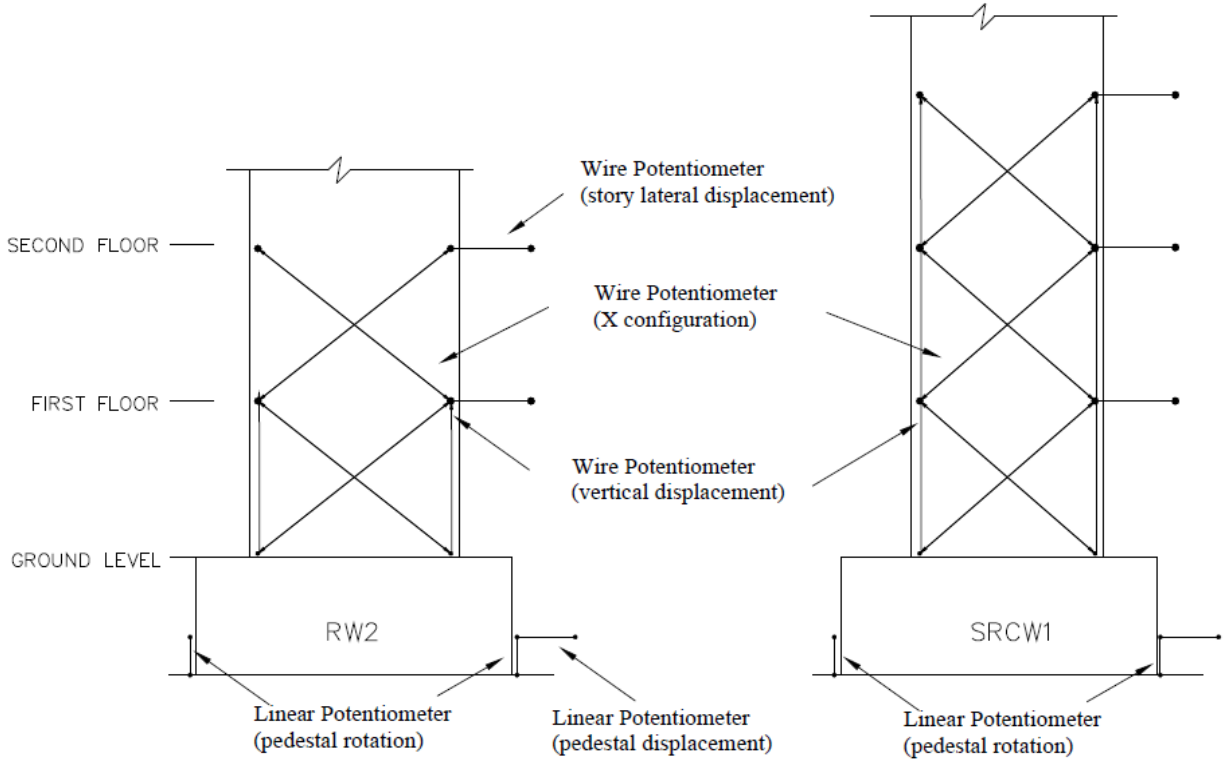 Wire Potentiometer
(story lateral displacement)
SECOND FLOOR
Wire Potentiometer
(X configuration)
FIRST FLOOR
Wire Potentiometer
(vertical displacement)
GROUND LEVEL
RW2
SRCW1
Linear Potentiometer
(pedestal rotation)
Linear Potentiometer
(pedestal displacement)
Linear Potentiometer
(pedestal rotation)